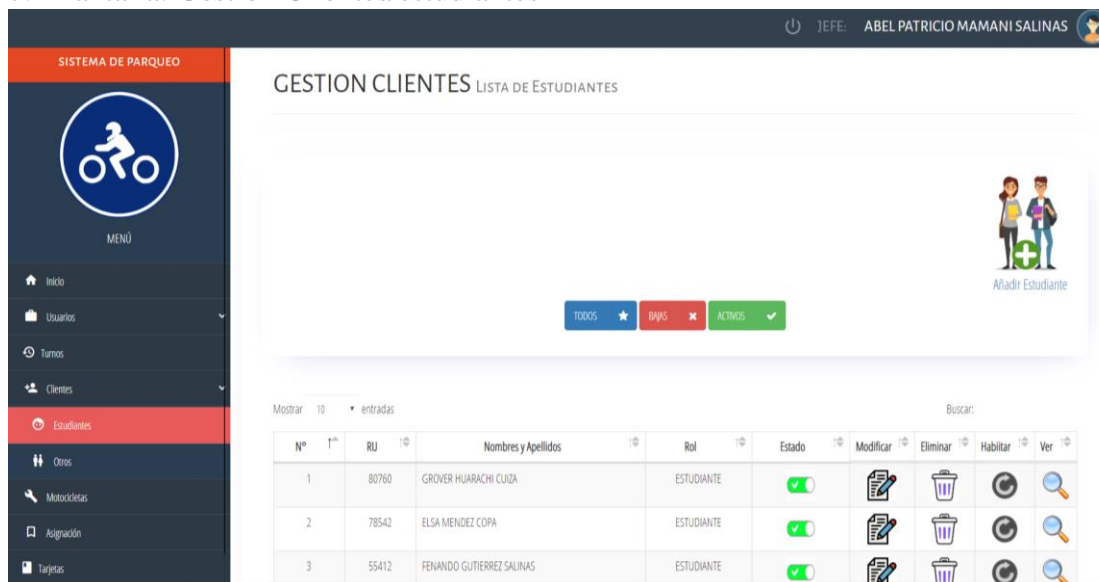 JEFE: ABEL PATRICIO MAMANI SALINAS
SISTEMA DE PARQUEO
GESTION CLIENTES LISTA DE ESTUDIANTES
MENÚ
Inicio
Usuarios
Turnos
Clientes
Estudiantes
Otros
Motocicletas
Asignación
Tarjetas
Añadir Estudiante
TODOS BAJAS ACTIVOS
Mostrar 10 entradas Buscar:
N° RU Nombres y Apellidos Rol Estado Modificar Eliminar Habilitar Ver
1 80760 GROVER HUARACHI CUIZA ESTUDIANTE
2 78542 ELSA MENDEZ COPA ESTUDIANTE
3 55412 FENANDO GUTIERREZ SALINAS ESTUDIANTE